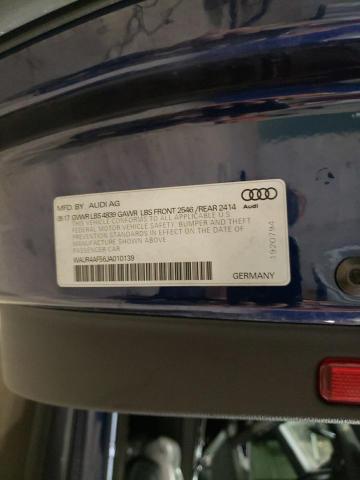 MFD. BY AUDI AG
08-17 GVWR LBS 4839 GAWR LBS FRONT 2546 /REAR 2414
THIS VEHICLE CONFORMS TO ALL APPLICABLE U.S.
FEDERAL MOTOR VEHICLE SAFETY, BUMPER AND THEFT
PREVENTION STANDARDS IN EFFECT ON THE DATE OF
MANUFACTURE SHOWN ABOVE.
PASSENGER CAR
WAUR4AF56JA010139
GERMANY
Audi
1920794